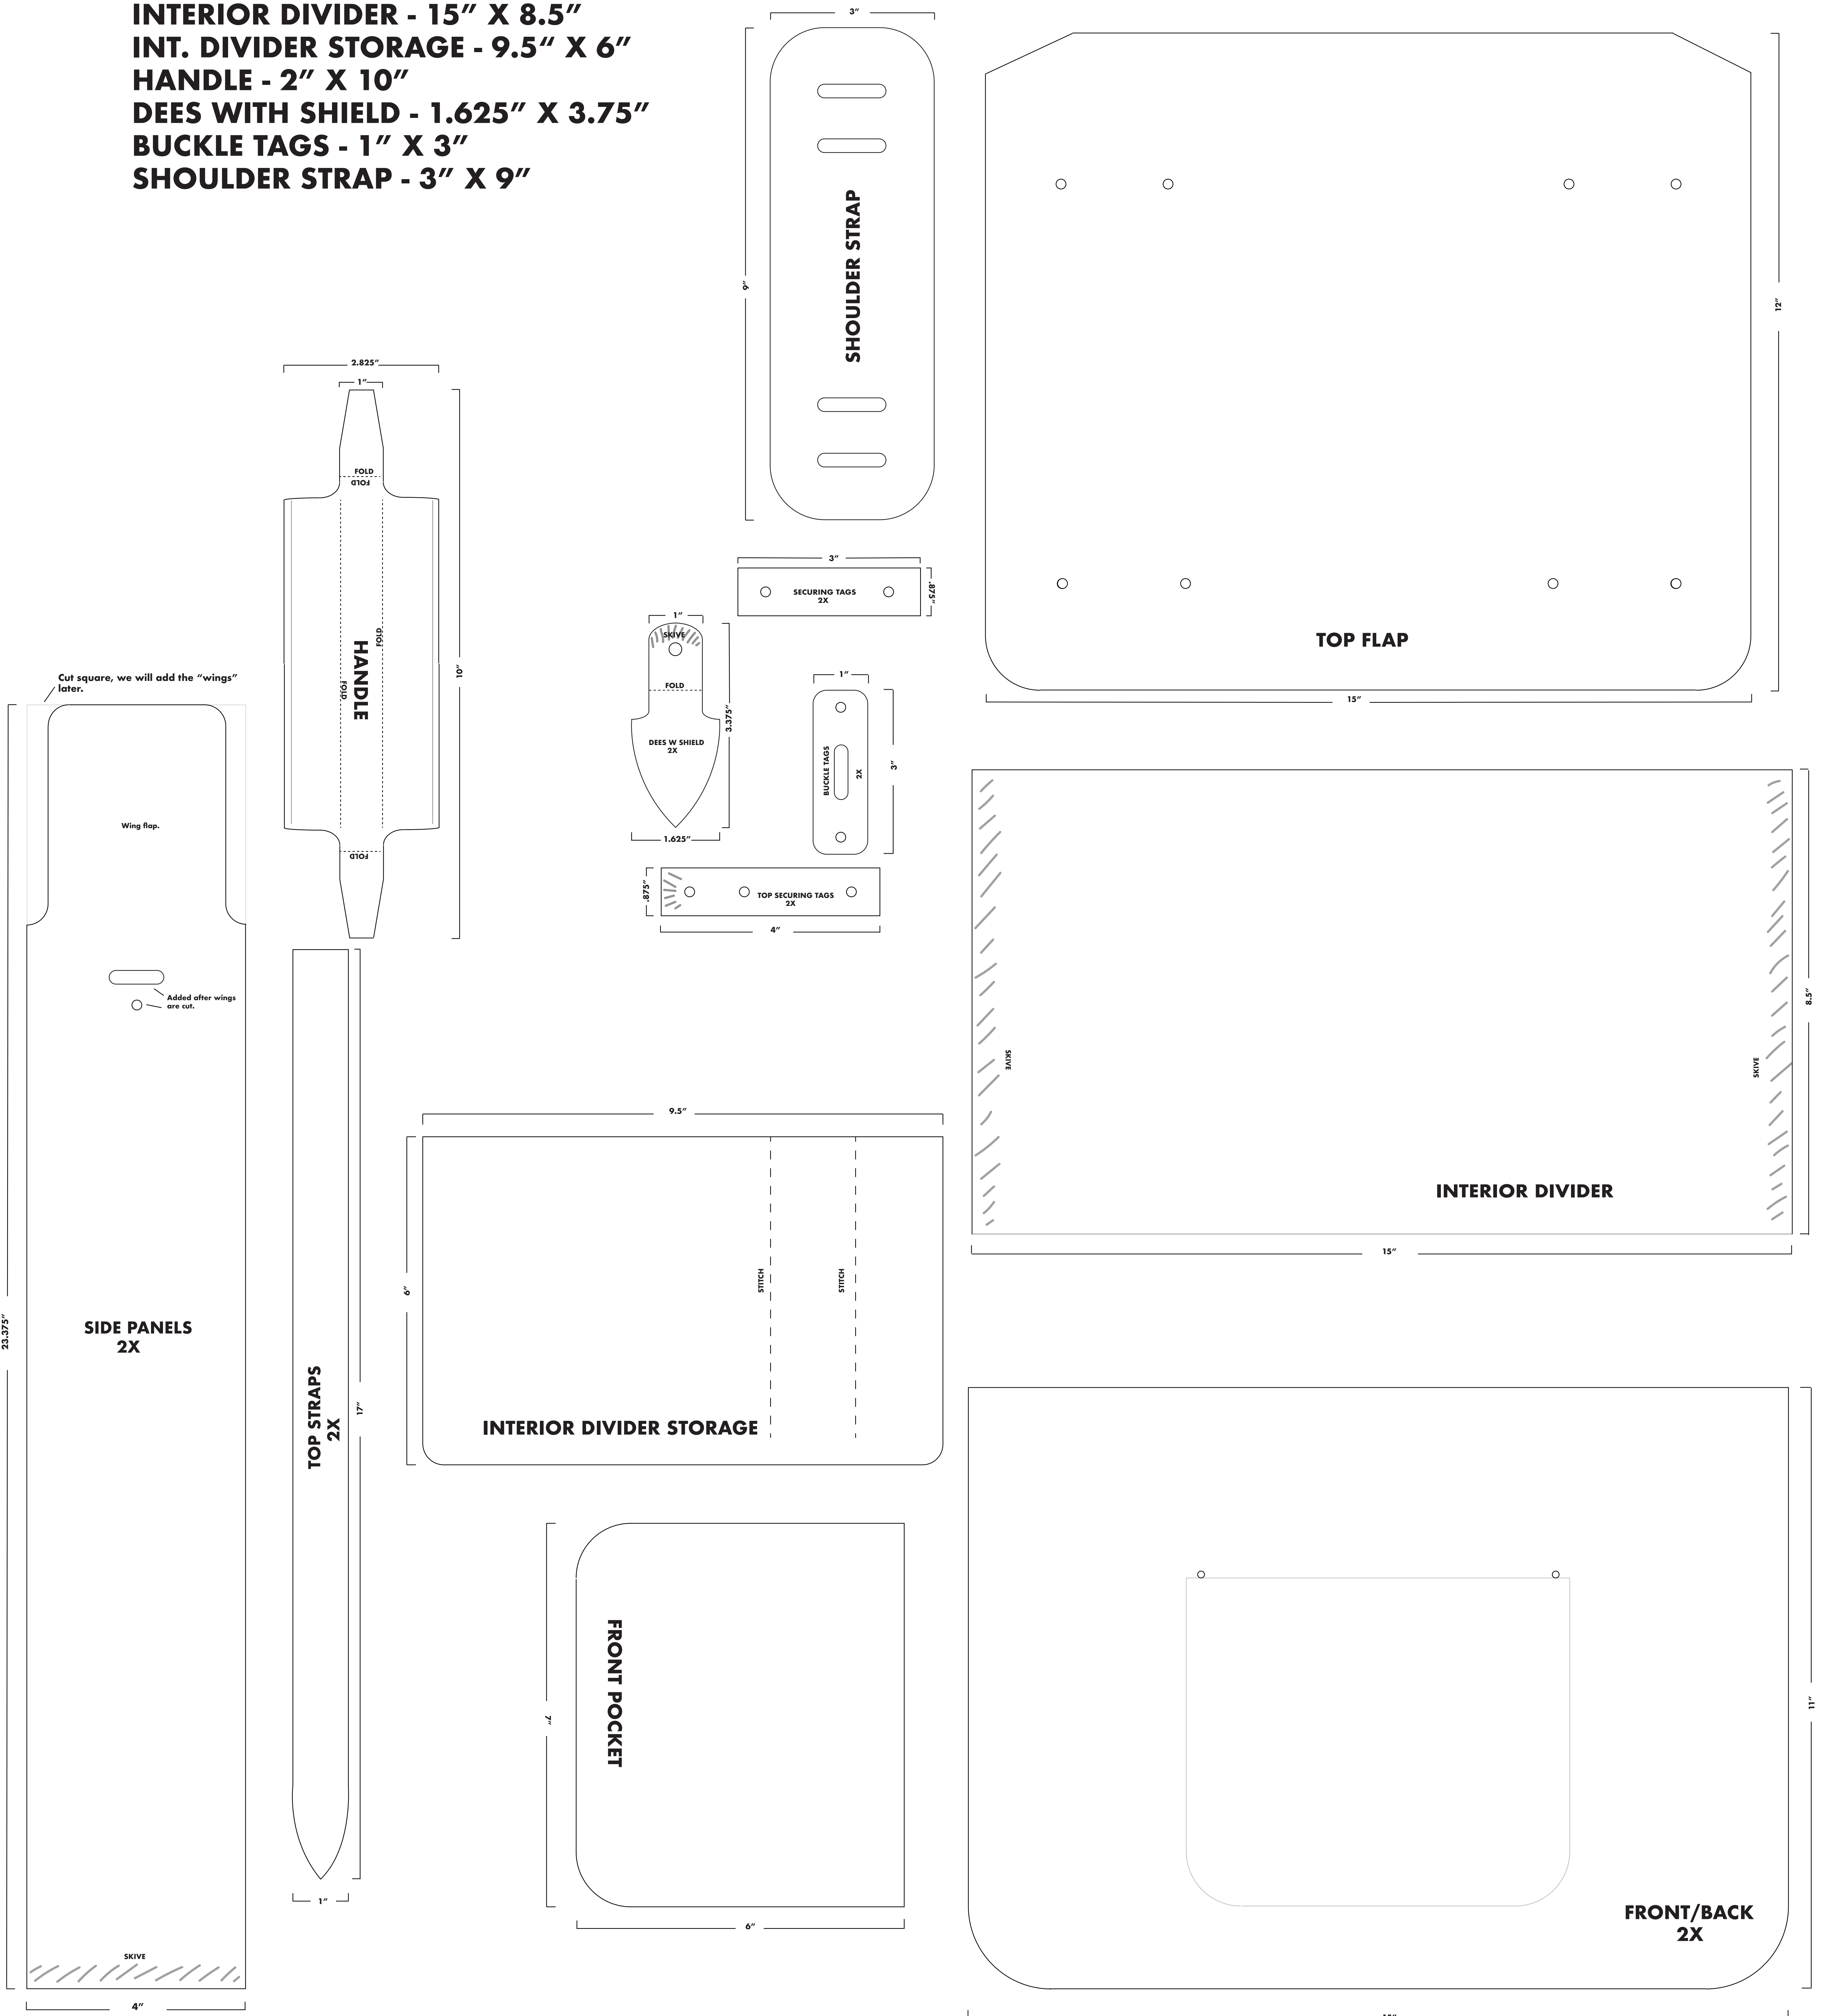 INTERIOR DIVIDER - 15” X 8.5”
INT. DIVIDER STORAGE - 9.5“ X 6”
HANDLE - 2” X 10”
DEES WITH SHIELD - 1.625” X 3.75”
BUCKLE TAGS - 1” X 3”
SHOULDER STRAP - 3” X 9”
3”
9”
SHOULDER STRAP
12”
TOP FLAP
15”
2.825”
1”
FOLD
FOLD
HANDLE
FOLD
FOLD
FOLD
10”
3”
SECURING TAGS
2X
.875”
1”
SKIVE
FOLD
3.375”
DEES W SHIELD
2X
1.625”
1”
BUCKLE TAGS
2X
3”
.875”
TOP SECURING TAGS
2X
4”
Cut square, we will add the “wings”
later.
Wing flap.
Added after wings
are cut.
23.375”
SIDE PANELS
2X
SKIVE
4”
TOP STRAPS
2X
17”
1”
9.5”
6”
STITCH
STITCH
INTERIOR DIVIDER STORAGE
SKIVE
SKIVE
8.5”
INTERIOR DIVIDER
15”
7”
FRONT POCKET
6”
11”
FRONT/BACK
2X